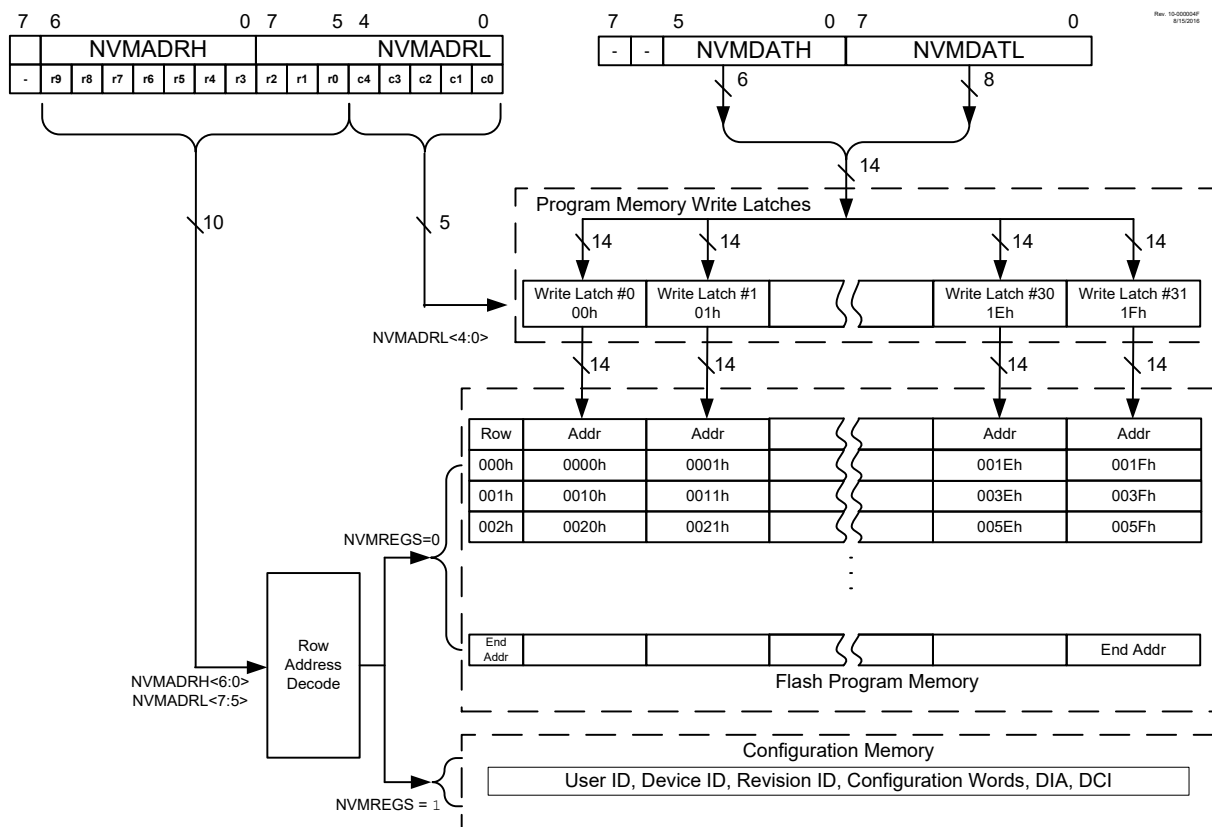 Rev. 10-000004F
8/15/2016
7 6 0 7 5 4 0
NVMADRH NVMADRL
- r9 r8 r7 r6 r5 r4 r3 r2 r1 r0 c4 c3 c2 c1 c0
7 5 0 7 0
- - NVMDATH NVMDATL
6 8
14
10 5
Program Memory Write Latches
14 14 14 14
Write Latch #0 Write Latch #1 Write Latch #30 Write Latch #31
00h 01h 1Eh 1Fh
NVMADRL<4:0>
14 14 14 14
Row Addr Addr Addr Addr
000h 0000h 0001h 001Eh 001Fh
001h 0010h 0011h 003Eh 003Fh
002h 0020h 0021h 005Eh 005Fh
NVMREGS=0
End
Addr
End Addr
Flash Program Memory
Row
Address
Decode
NVMADRH<6:0>
NVMADRL<7:5>
Configuration Memory
User ID, Device ID, Revision ID, Configuration Words, DIA, DCI
NVMREGS = 1